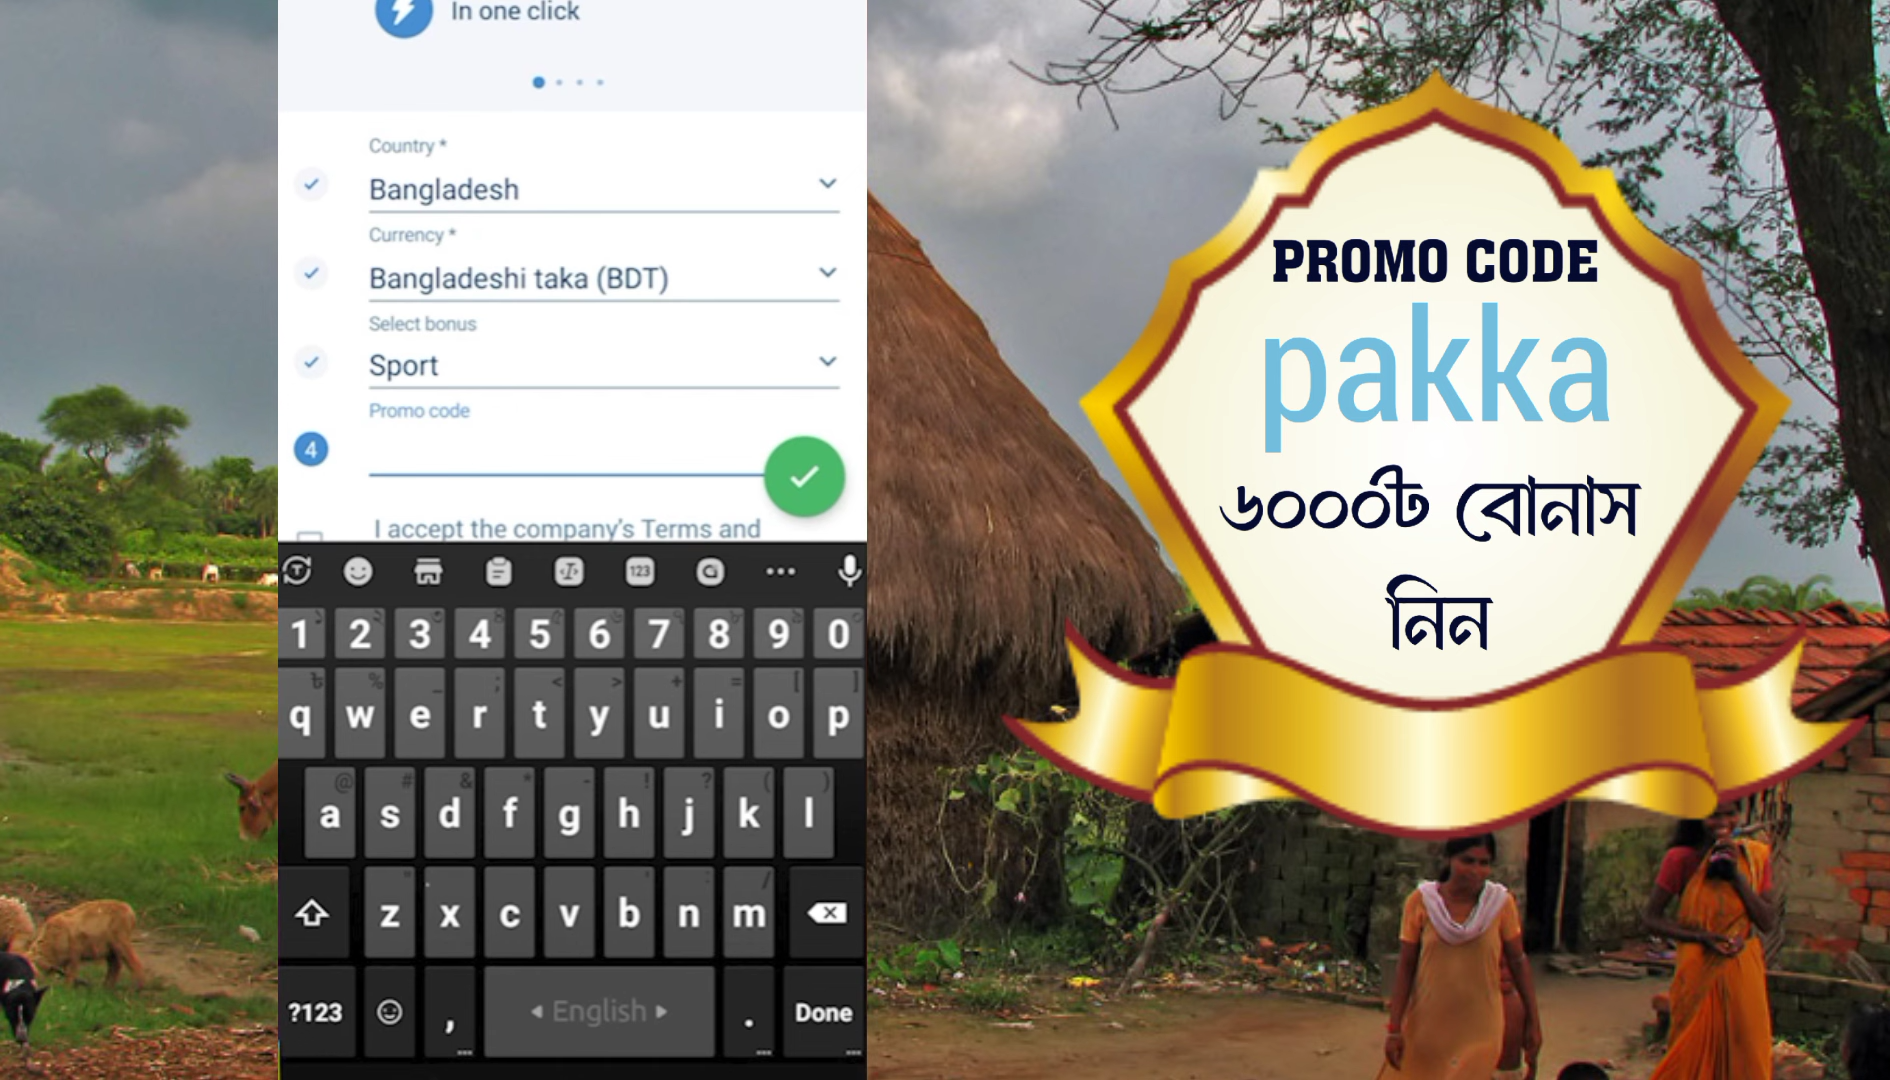 In one click
Country *
Bangladesh
Currency *
Bangladeshi taka (BDT)
Select bonus
Sport
Promo code
4
I accept the company's Terms and
1 2 3 4 5 6 7 8 9 0
q w e r t y u i o p
a s d f g h j k l
z x c v b n m
?123 , English . Done
PROMO CODE
pakka
৬০০০৳ বোনাস
নিন